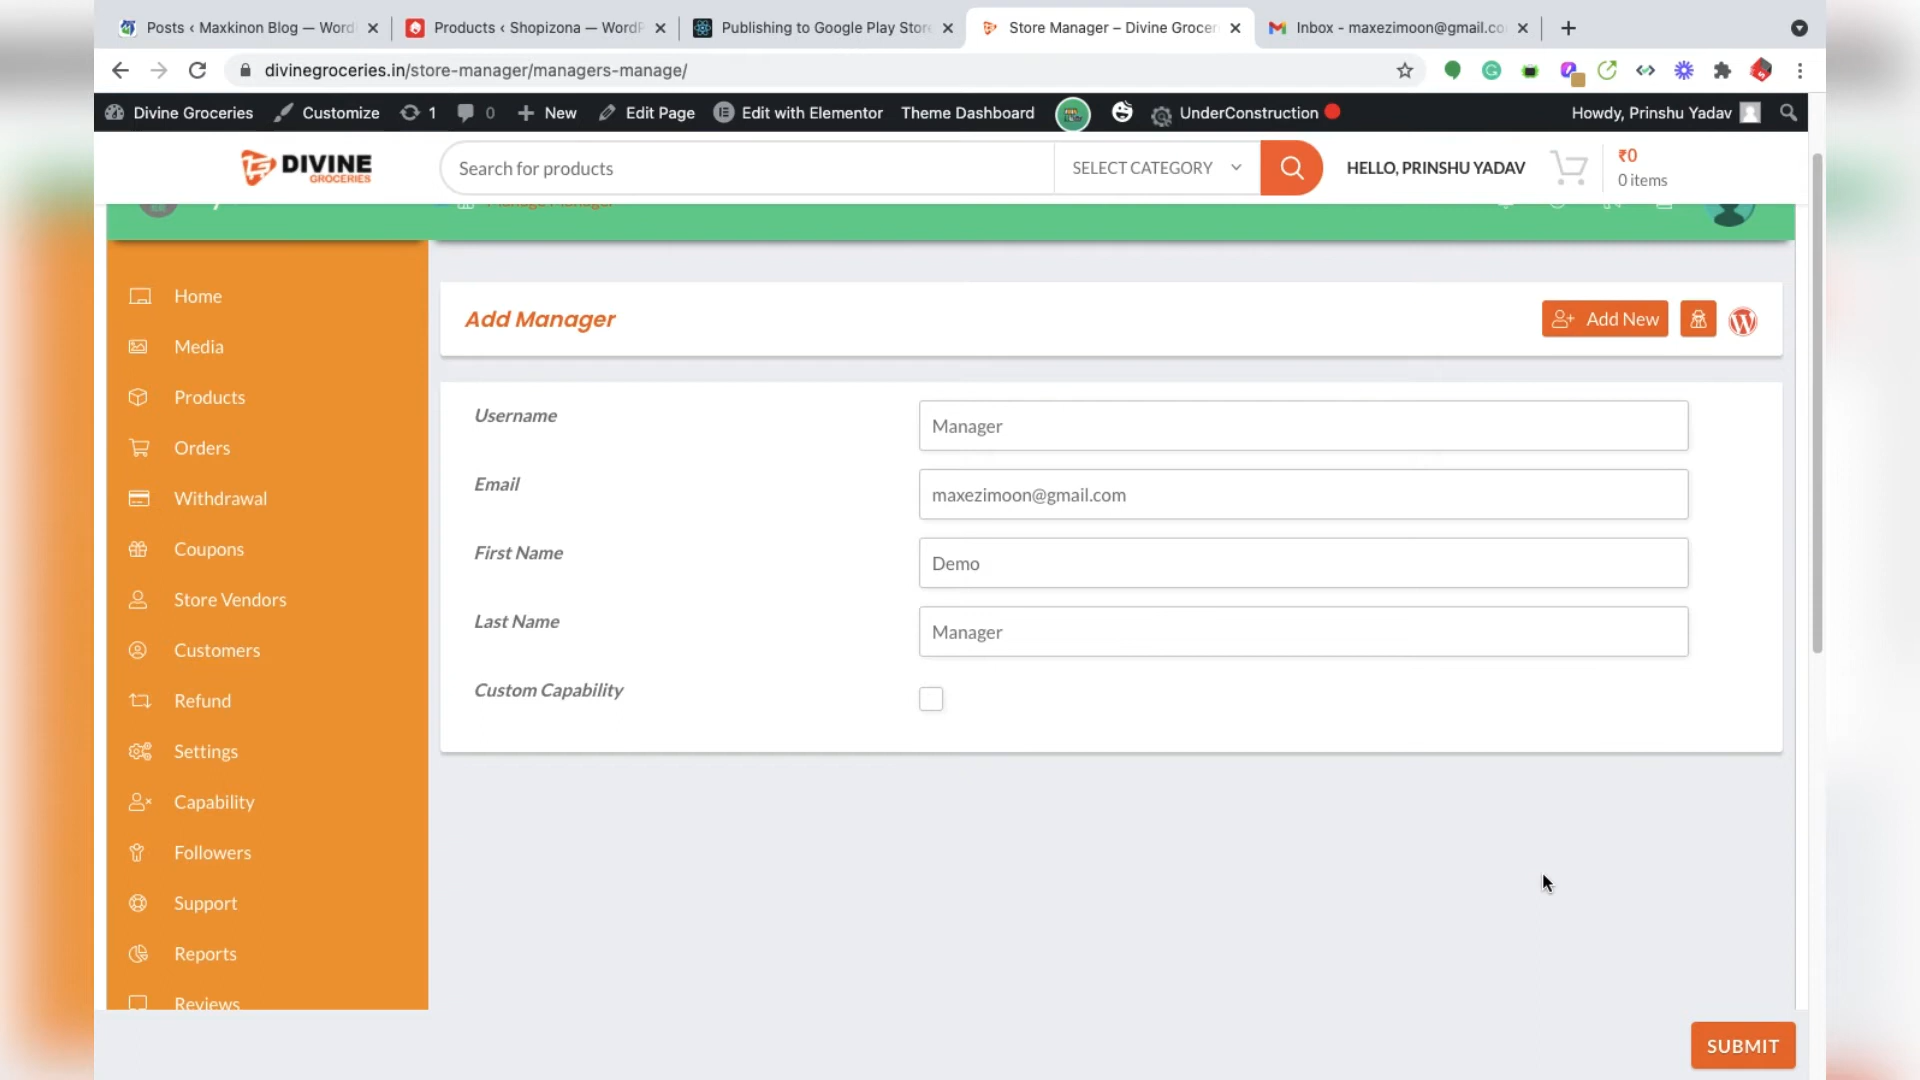 Posts ‹ Maxkinon Blog — Word
Products ‹ Shopizona — WordP
Publishing to Google Play Store
Store Manager – Divine Grocer
Inbox - maxezimoon@gmail.co
divinegroceries.in/store-manager/managers-manage/
Divine Groceries
Customize
1
0
New
Edit Page
Edit with Elementor
Theme Dashboard
UnderConstruction
Howdy, Prinshu Yadav
DIVINE
GROCERIES
Search for products
SELECT CATEGORY
HELLO, PRINSHU YADAV
₹0
0 items
Manage Manager
Home
Media
Products
Orders
Withdrawal
Coupons
Store Vendors
Customers
Refund
Settings
Capability
Followers
Support
Reports
Reviews
Add Manager
Add New
Username
Manager
Email
maxezimoon@gmail.com
First Name
Demo
Last Name
Manager
Custom Capability
SUBMIT